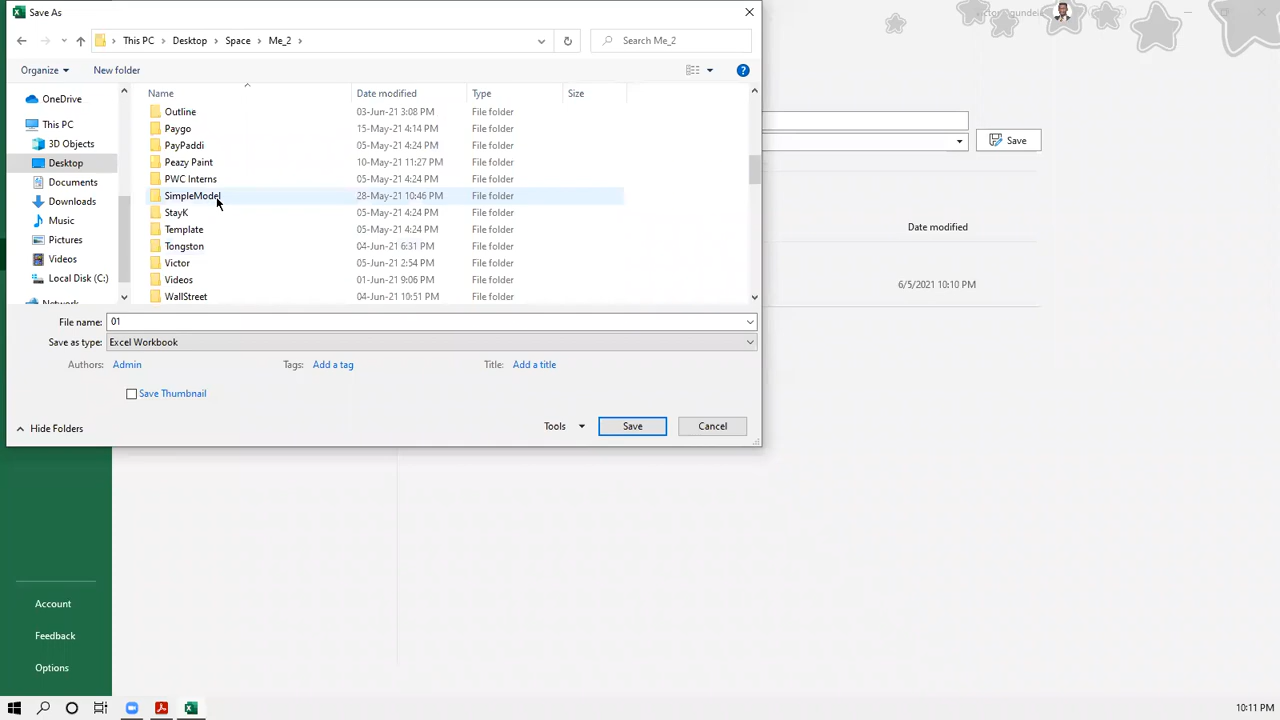 Save As
This PC > Desktop > Space > Me_2 >
Search Me_2
Organize
New folder
Name Date modified Type Size
OneDrive
This PC
3D Objects
Desktop
Documents
Downloads
Music
Pictures
Videos
Local Disk (C:)
Network
Outline 03-Jun-21 3:08 PM File folder
Paygo 15-May-21 4:14 PM File folder
PayPaddi 05-May-21 4:24 PM File folder
Peazy Paint 10-May-21 11:27 PM File folder
PWC Interns 05-May-21 4:24 PM File folder
SimpleModel 28-May-21 10:46 PM File folder
StayK 05-May-21 4:24 PM File folder
Template 05-May-21 4:24 PM File folder
Tongston 04-Jun-21 6:31 PM File folder
Victor 05-Jun-21 2:54 PM File folder
Videos 01-Jun-21 9:06 PM File folder
WallStreet 04-Jun-21 10:51 PM File folder
File name: 01
Save as type: Excel Workbook
Authors: Admin
Tags: Add a tag
Title: Add a title
Save Thumbnail
Hide Folders
Tools
Save
Cancel
Save
Date modified
6/5/2021 10:10 PM
Account
Feedback
Options
10:11 PM